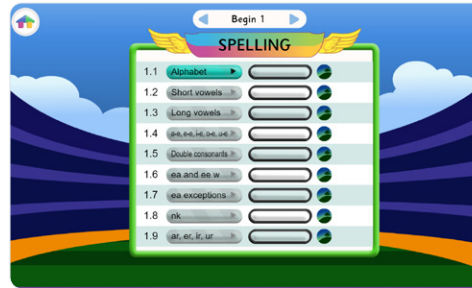 Begin 1
SPELLING
1.1 Alphabet
1.2 Short vowels
1.3 Long vowels
1.4 a-e, e-e, i-e, o-e, u-e
1.5 Double consonants
1.6 ea and ee w
1.7 ea exceptions
1.8 nk
1.9 ar, er, ir, ur